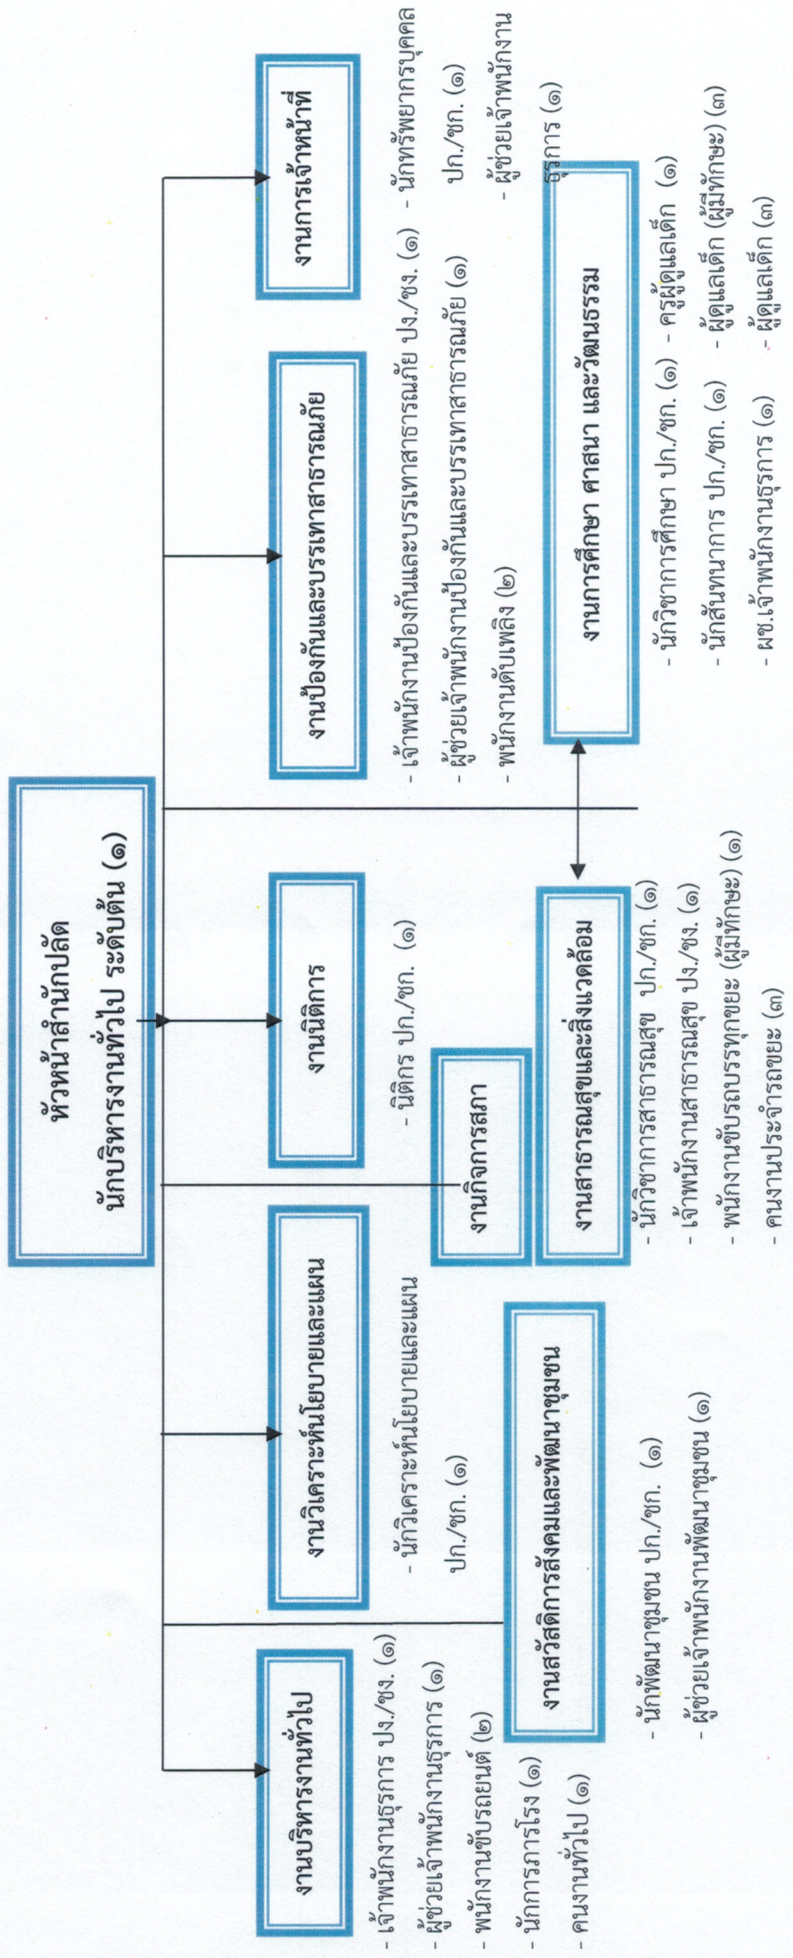 หัวหน้าสำนักปลัด
นักบริหารงานทั่วไป ระดับต้น (๑)
งานบริหารงานทั่วไป
- เจ้าพนักงานธุรการ ปง./ชง. (๑)
- ผู้ช่วยเจ้าพนักงานธุรการ (๑)
- พนักงานขับรถยนต์ (๒)
- นักการภารโรง (๑)
- คนงานทั่วไป (๑)
งานวิเคราะห์นโยบายและแผน
- นักวิเคราะห์นโยบายและแผน
ปก./ชก. (๑)
งานนิติการ
- นิติกร ปก./ชก. (๑)
งานป้องกันและบรรเทาสาธารณภัย
- เจ้าพนักงานป้องกันและบรรเทาสาธารณภัย ปง./ชง. (๑)
- ผู้ช่วยเจ้าพนักงานป้องกันและบรรเทาสาธารณภัย (๑)
- พนักงานดับเพลิง (๒)
งานการเจ้าหน้าที่
- นักทรัพยากรบุคคล
ปก./ชก. (๑)
- ผู้ช่วยเจ้าพนักงาน
ธุรการ (๑)
งานสวัสดิการสังคมและพัฒนาชุมชน
- นักพัฒนาชุมชน ปก./ชก. (๑)
- ผู้ช่วยเจ้าพนักงานพัฒนาชุมชน (๑)
งานกิจการสภา
งานสาธารณสุขและสิ่งแวดล้อม
- นักวิชาการสาธารณสุข ปก./ชก. (๑)
- เจ้าพนักงานสาธารณสุข ปง./ชง. (๑)
- พนักงานขับรถบรรทุกขยะ (ผู้มีทักษะ) (๑)
- คนงานประจำรถขยะ (๓)
งานการศึกษา ศาสนา และวัฒนธรรม
- นักวิชาการศึกษา ปก./ชก. (๑) - ครูผู้ดูแลเด็ก (๑)
- นักสันทนาการ ปก./ชก. (๑) - ผู้ดูแลเด็ก (ผู้มีทักษะ) (๓)
- ผช.เจ้าพนักงานธุรการ (๑) - ผู้ดูแลเด็ก (๓)